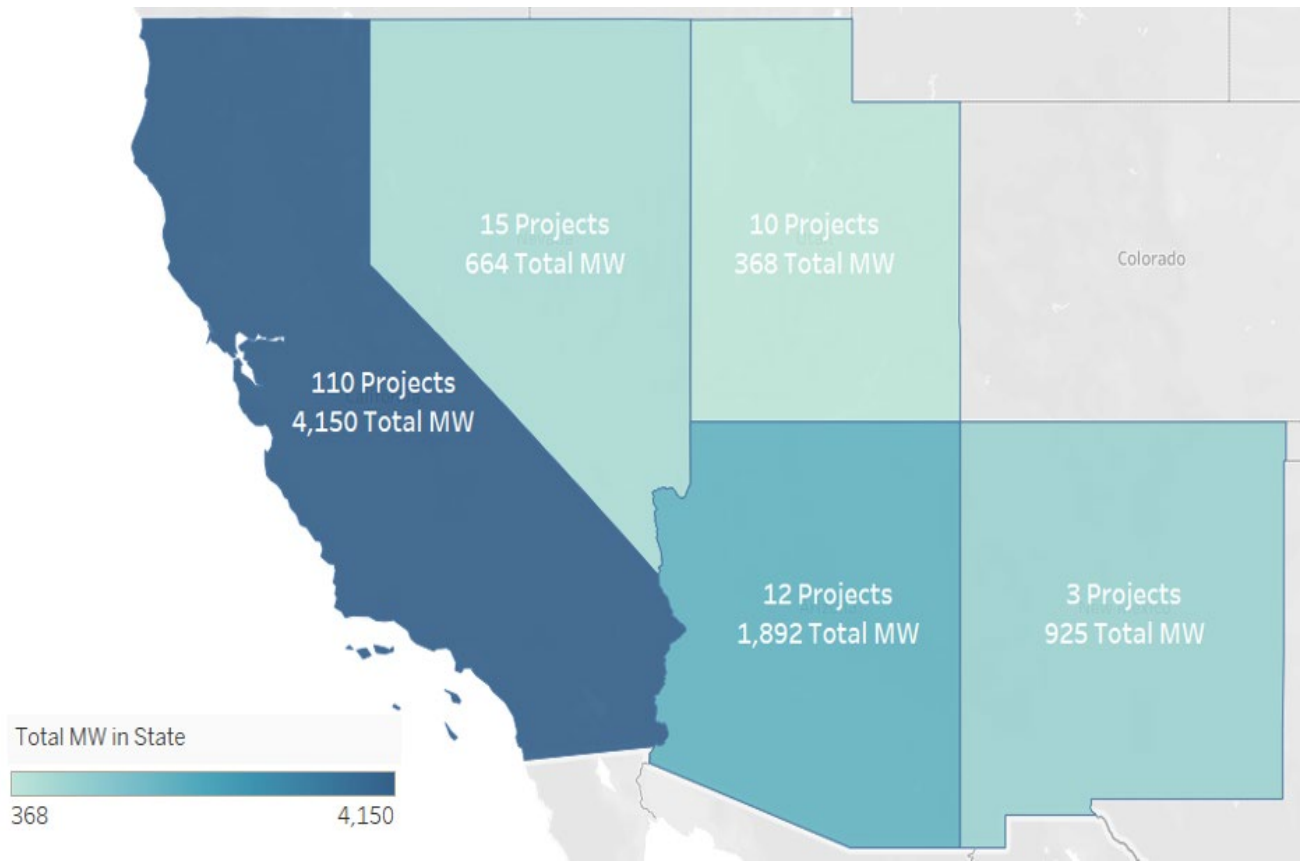 15 Projects
664 Total MW
10 Projects
368 Total MW
Colorado
110 Projects
4,150 Total MW
12 Projects
1,892 Total MW
3 Projects
925 Total MW
Total MW in State
368
4,150